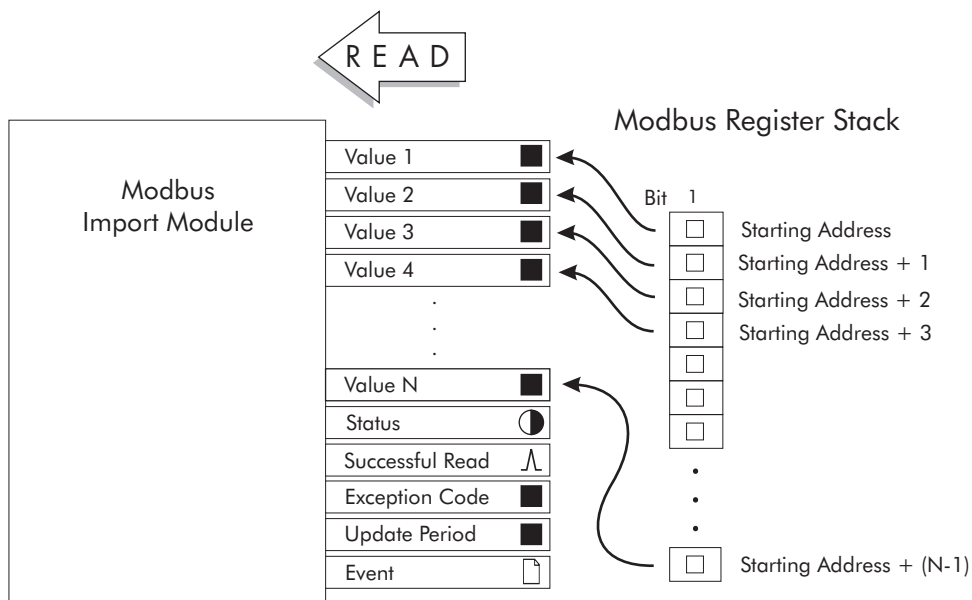 READ
Modbus Register Stack
Modbus
Import Module
Value 1
Value 2
Value 3
Value 4
.
.
.
Value N
Status
Successful Read
Exception Code
Update Period
Event
Bit 1
Starting Address
Starting Address + 1
Starting Address + 2
Starting Address + 3
Starting Address + (N-1)